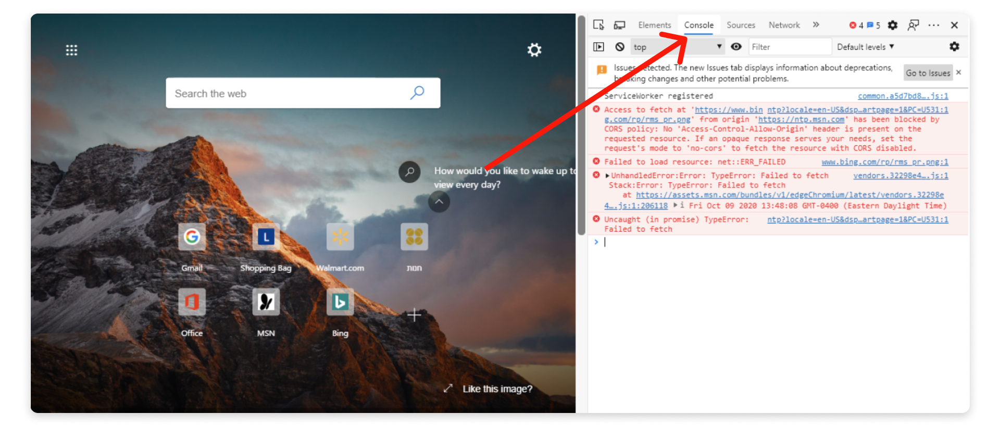 Search the web
How would you like to wake up to
view every day?
Gmail
L
Shopping Bag
Walmart.com
חנות
Office
MSN
Bing
Like this image?
Elements Console Sources Network » 4 5
top Filter Default levels
Issues detected. The new Issues tab displays information about deprecations,
breaking changes and other potential problems.
Go to Issues
ServiceWorker registered common.a5d7bd8….js:1
Access to fetch at 'https://www.bin ntp?locale=en-US&dsp…artpage=1&PC=U531:1
g.com/rp/rms_pr.png' from origin 'https://ntp.msn.com' has been blocked by
CORS policy: No 'Access-Control-Allow-Origin' header is present on the
requested resource. If an opaque response serves your needs, set the
request's mode to 'no-cors' to fetch the resource with CORS disabled.
Failed to load resource: net::ERR_FAILED www.bing.com/rp/rms_pr.png:1
UnhandledError:Error: TypeError: Failed to fetch vendors.32298e4….js:1
Stack:Error: TypeError: Failed to fetch
at https://assets.msn.com/bundles/v1/edgeChromium/latest/vendors.32298e
4….js:1:206118 i Fri Oct 09 2020 13:48:08 GMT-0400 (Eastern Daylight Time)
Uncaught (in promise) TypeError: ntp?locale=en-US&dsp…artpage=1&PC=U531:1
Failed to fetch